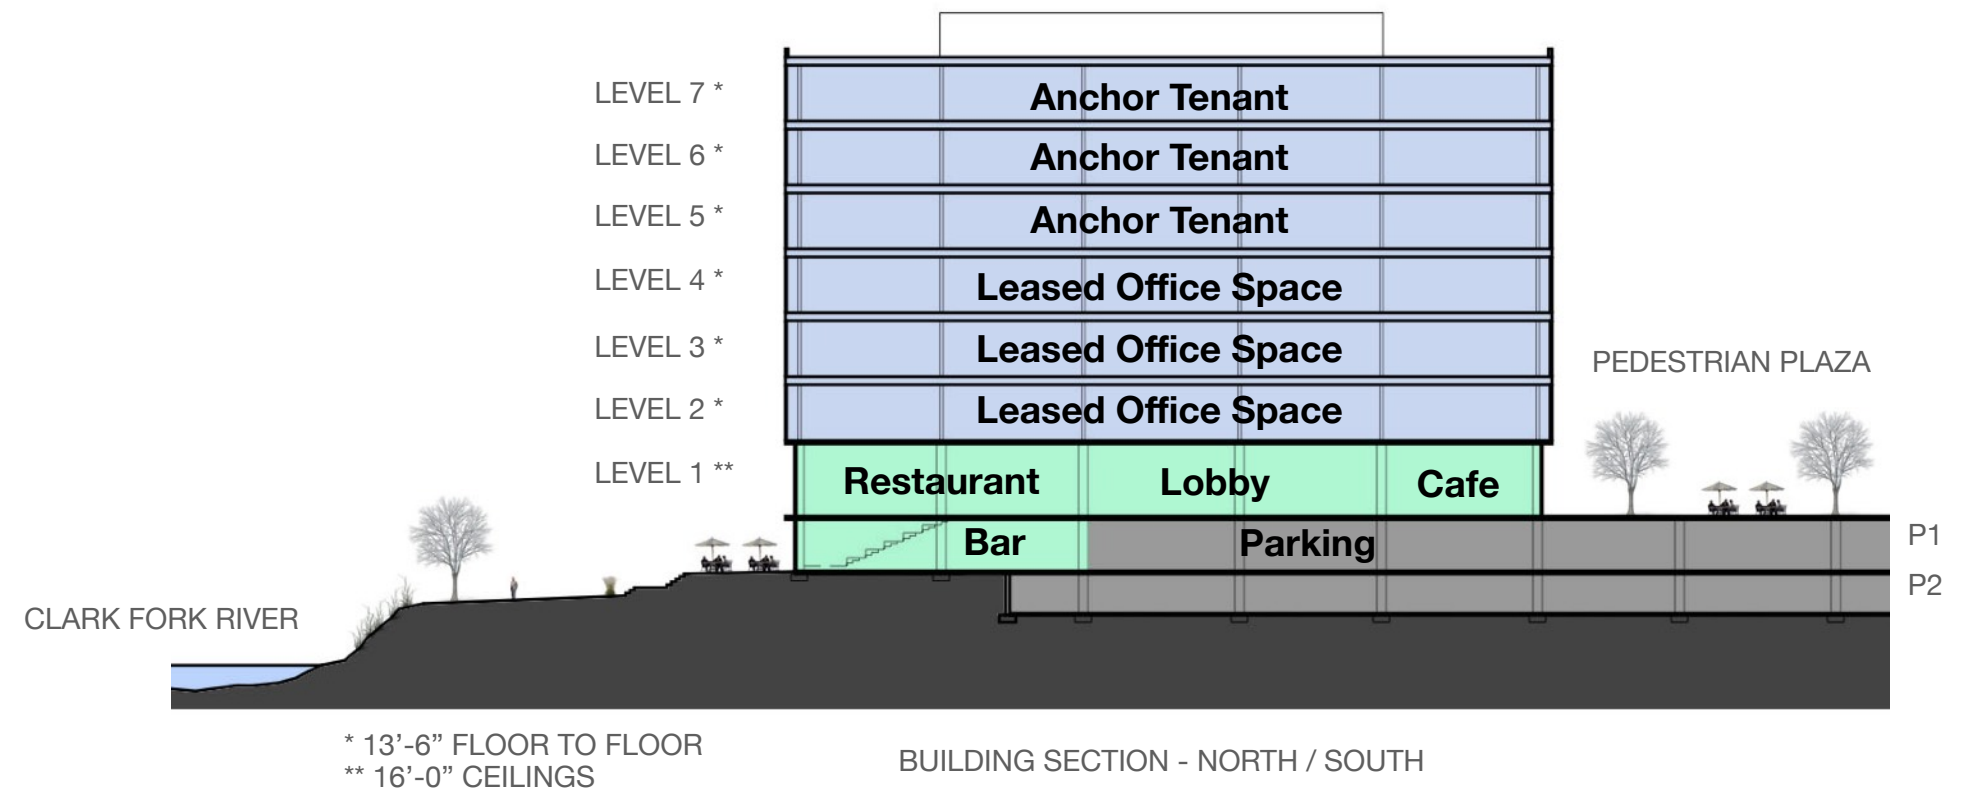 LEVEL 7 *
Anchor Tenant
LEVEL 6 *
Anchor Tenant
LEVEL 5 *
Anchor Tenant
LEVEL 4 *
Leased Office Space
LEVEL 3 *
Leased Office Space
PEDESTRIAN PLAZA
LEVEL 2 *
Leased Office Space
LEVEL 1 **
Restaurant
Lobby
Cafe
Bar
Parking
P1
P2
CLARK FORK RIVER
* 13’-6” FLOOR TO FLOOR
** 16’-0” CEILINGS
BUILDING SECTION - NORTH / SOUTH